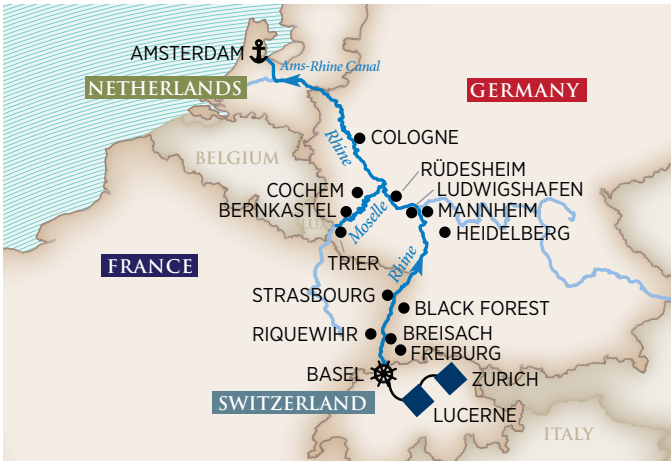 AMSTERDAM
Ams-Rhine Canal
NETHERLANDS
GERMANY
COLOGNE
Rhine
BELGIUM
RÜDESHEIM
COCHEM
LUDWIGSHAFEN
BERNKASTEL
MANNHEIM
LUX
Moselle
HEIDELBERG
TRIER
FRANCE
Rhine
STRASBOURG
BLACK FOREST
RIQUEWIHR
BREISACH
FREIBURG
BASEL
ZURICH
SWITZERLAND
LUCERNE
ITALY